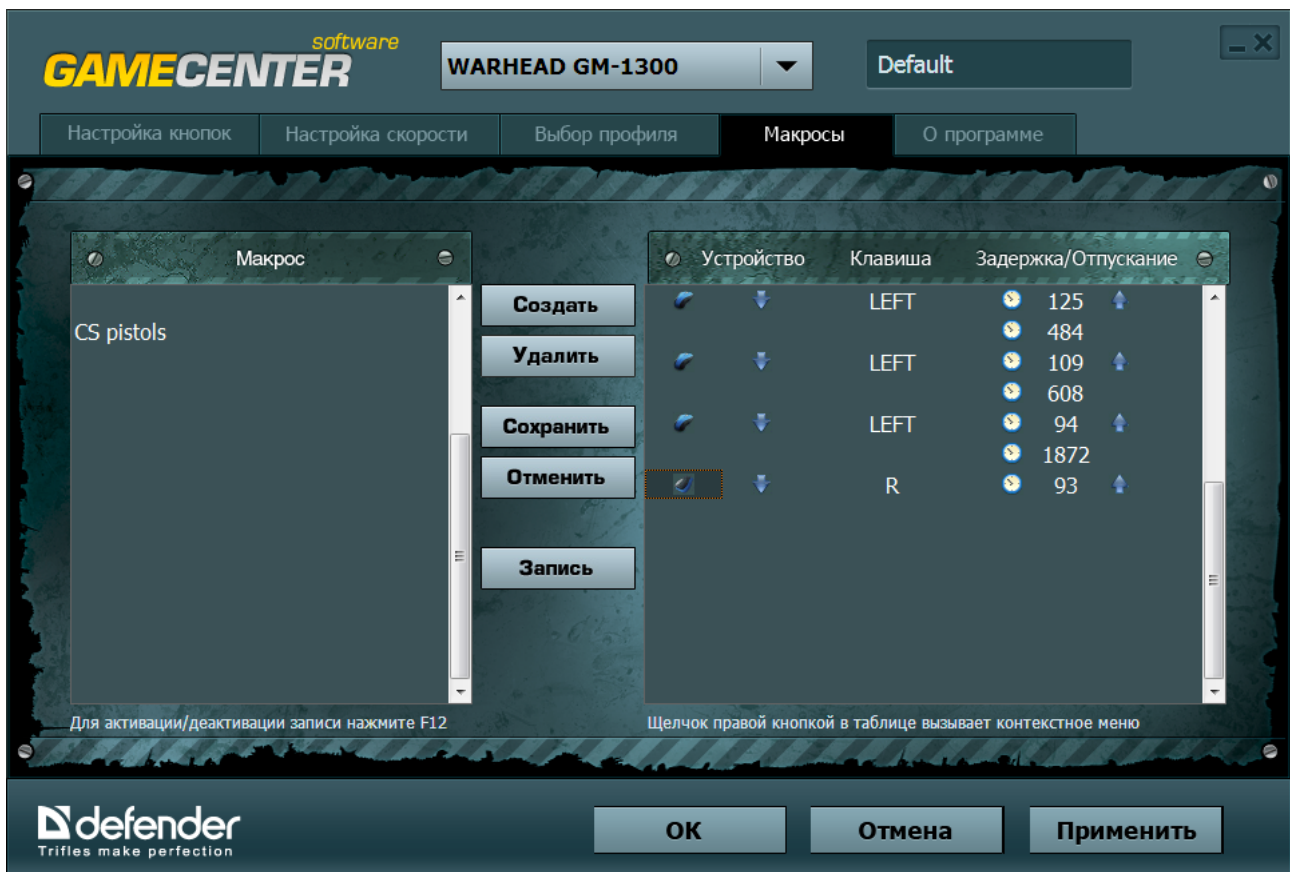 software
GAMECENTER
WARHEAD GM-1300
Default
Настройка кнопок
Настройка скорости
Выбор профиля
Макросы
О программе
Макрос
Устройство Клавиша Задержка/Отпускание
CS pistols
Создать
Удалить
Сохранить
Отменить
Запись
LEFT 125
484
LEFT 109
608
LEFT 94
1872
R 93
Для активации/деактивации записи нажмите F12
Щелчок правой кнопкой в таблице вызывает контекстное меню
defender
Trifles make perfection
ОК
Отмена
Применить